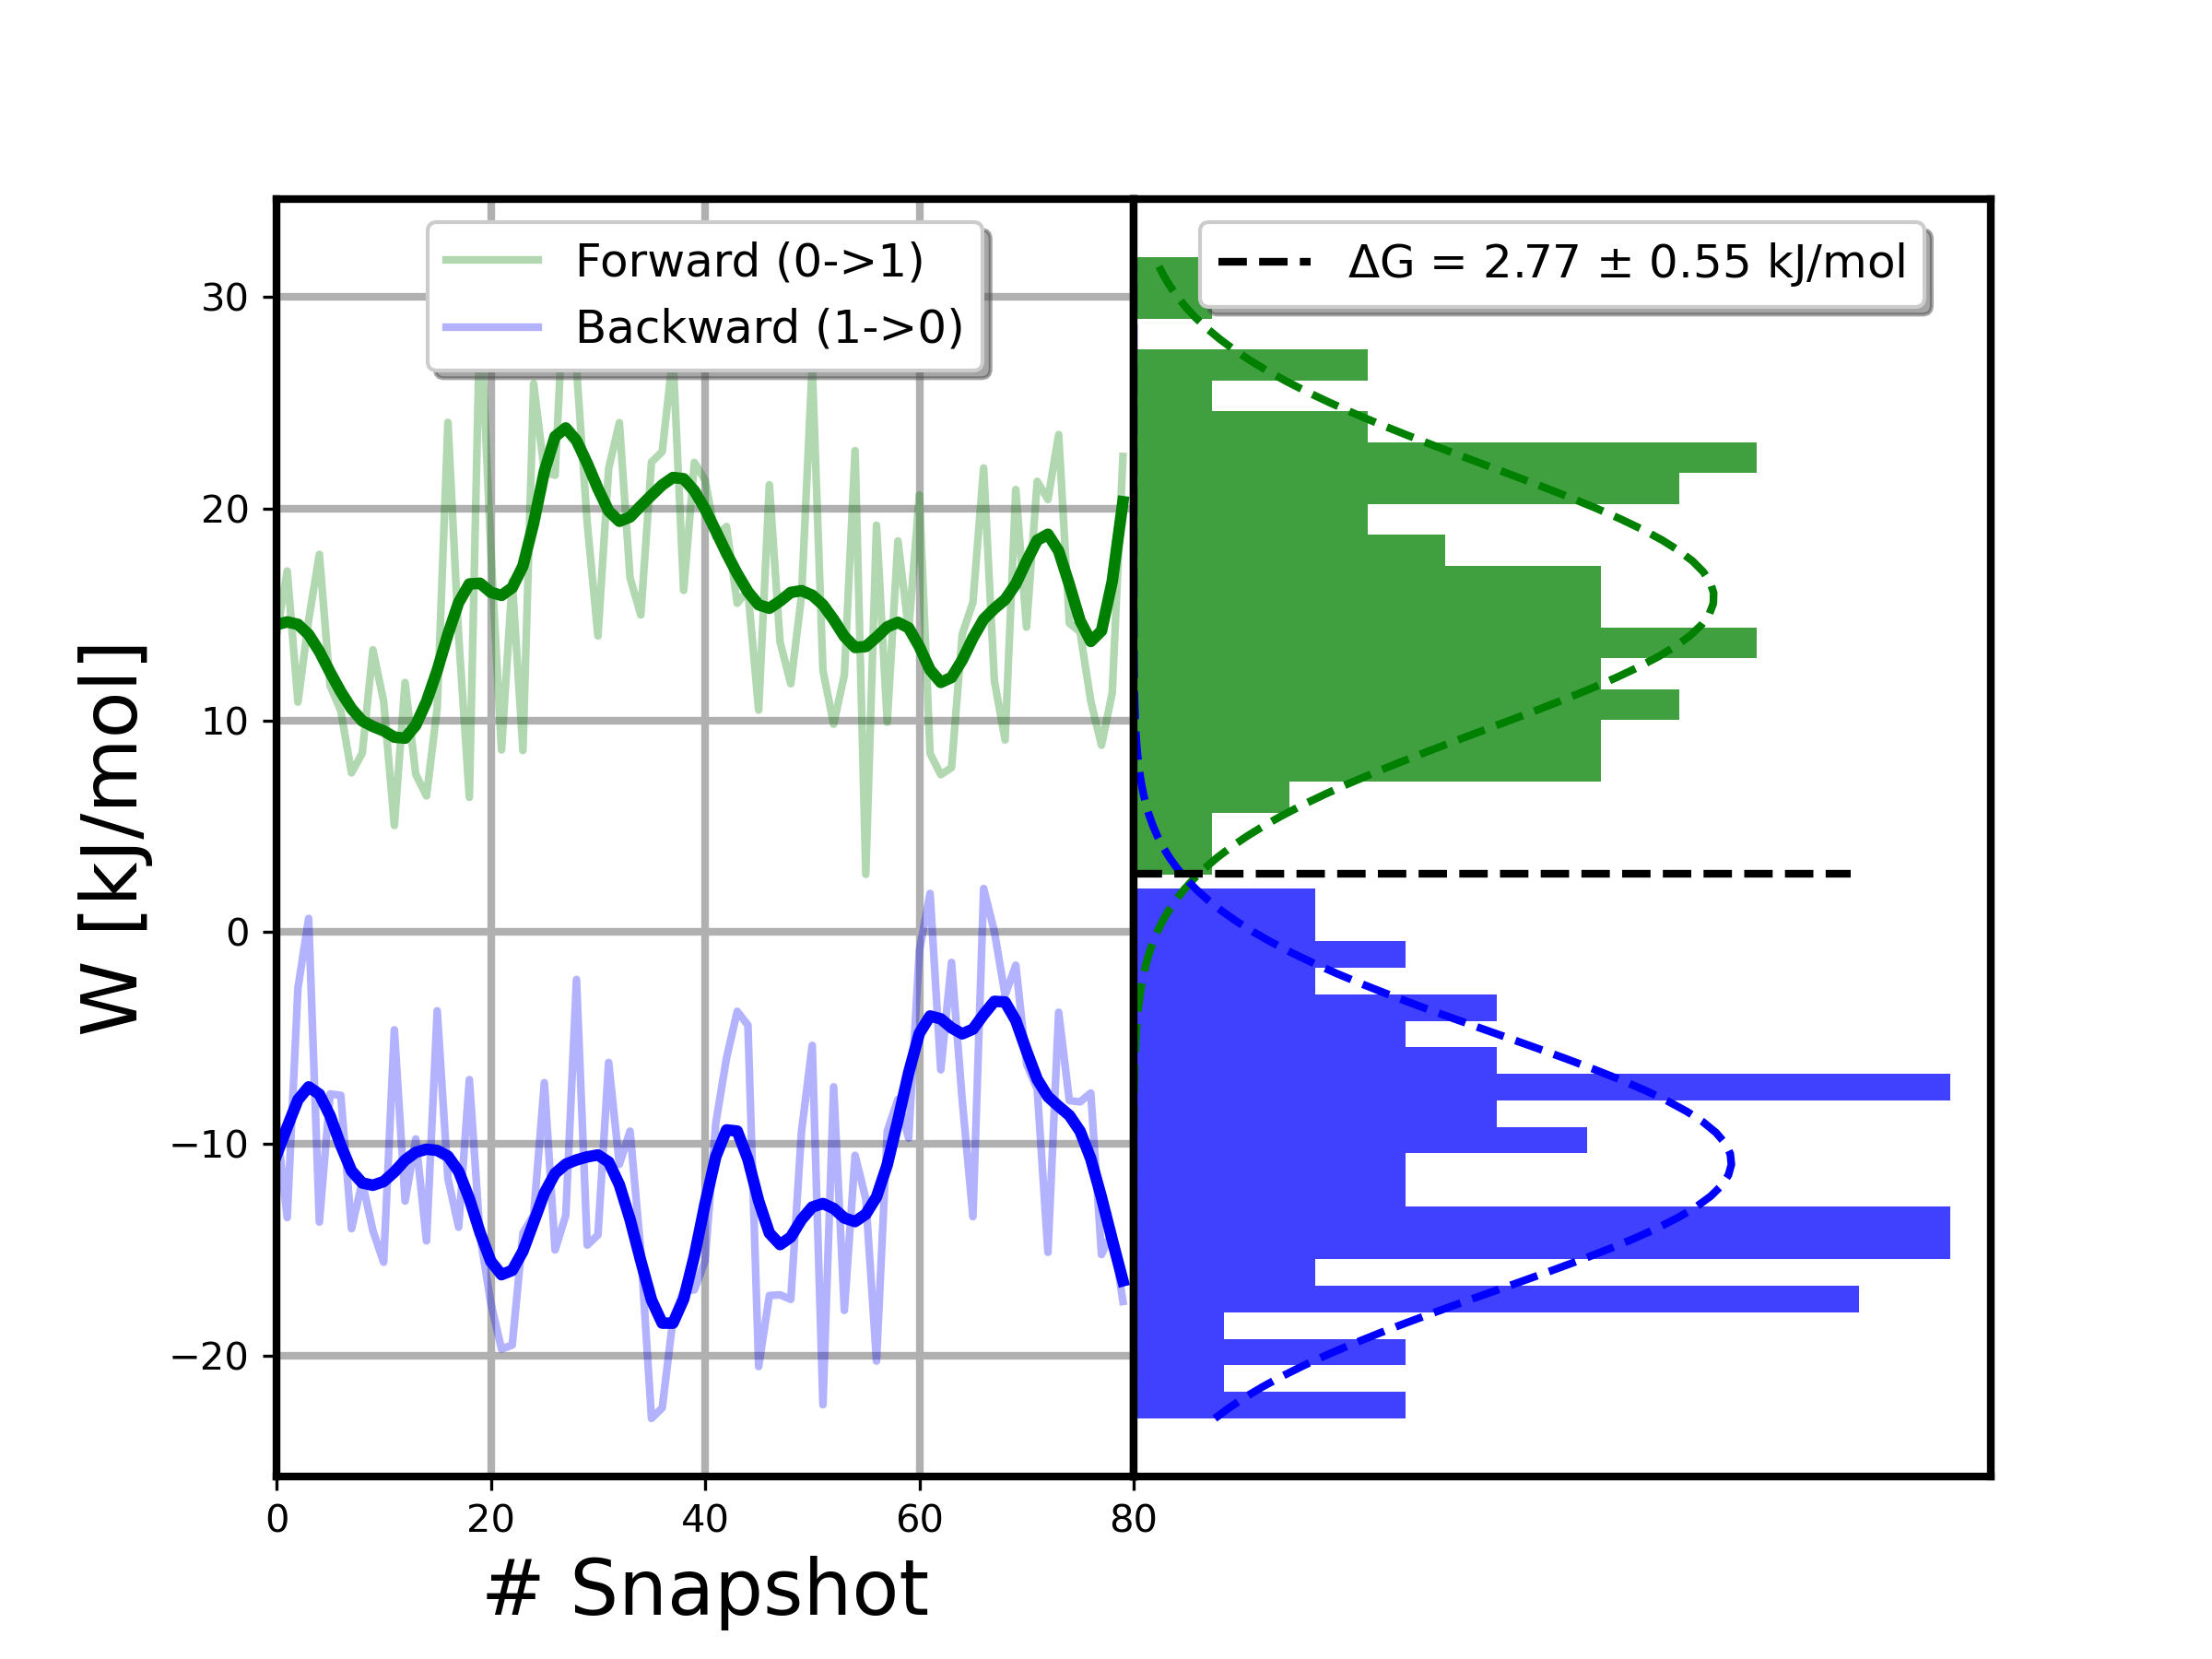 Forward (0->1)
Backward (1->0)
ΔG = 2.77 ± 0.55 kJ/mol
W [kJ/mol]
30
20
10
0
−10
−20
0 20 40 60 80
# Snapshot